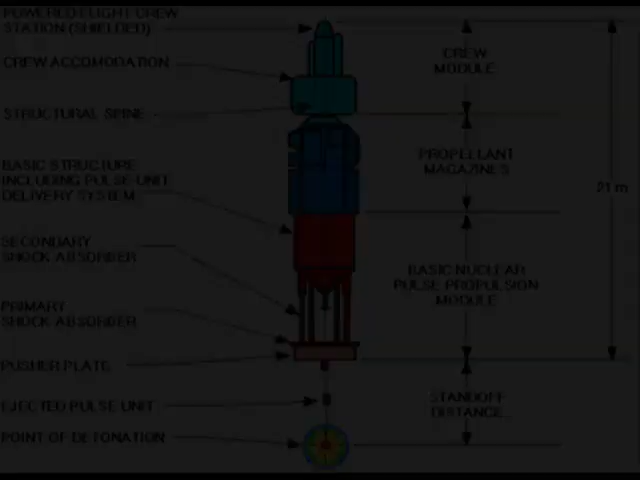 POWERED FLIGHT CREW
STATION (SHIELDED)
CREW ACCOMODATION
STRUCTURAL SPINE
BASIC STRUCTURE
INCLUDING PULSE-UNIT
DELIVERY SYSTEM
SECONDARY
SHOCK ABSORBER
PRIMARY
SHOCK ABSORBER
PUSHER PLATE
EJECTED PULSE UNIT
POINT OF DETONATION
CREW
MODULE
PROPELLANT
MAGAZINES
BASIC NUCLEAR
PULSE PROPULSION
MODULE
STANDOFF
DISTANCE
21 m